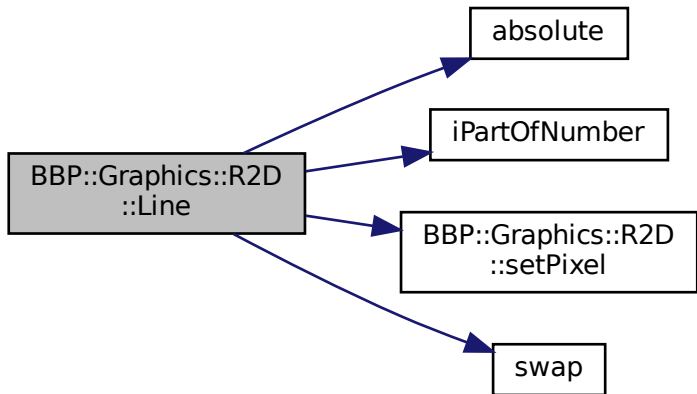 absolute
iPartOfNumber
BBP::Graphics::R2D
::Line
BBP::Graphics::R2D
::setPixel
swap